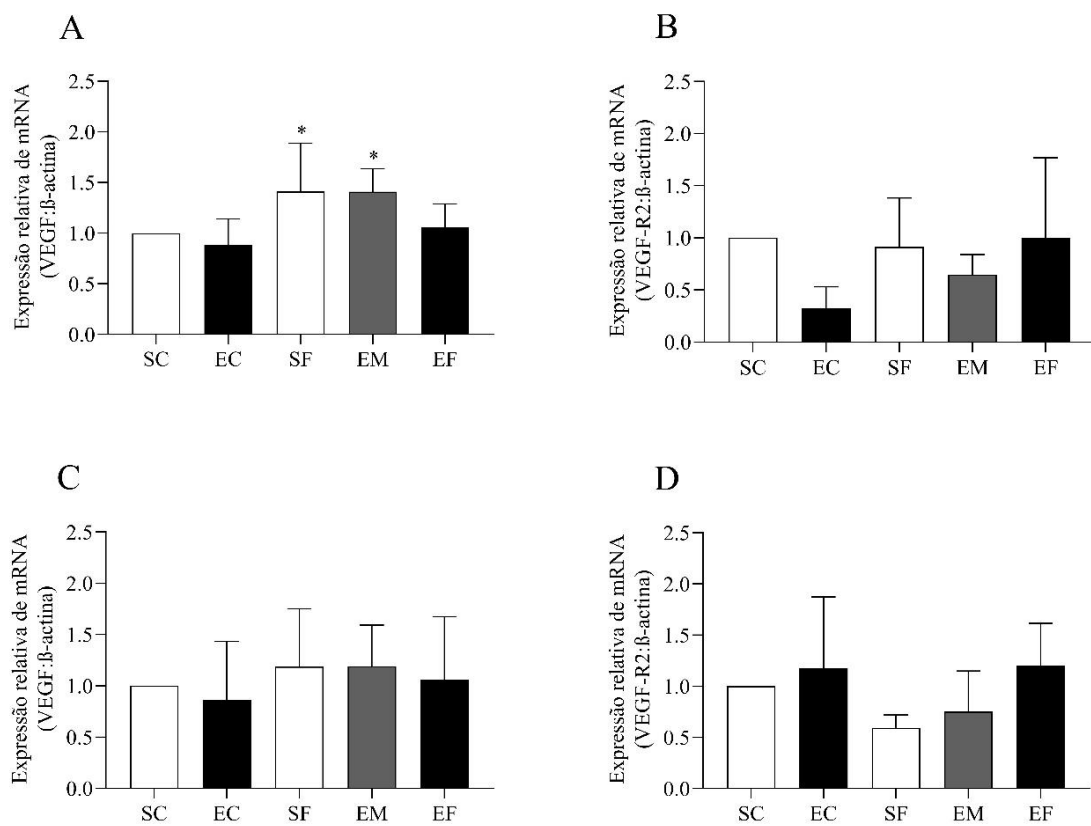 A
Expressão relativa de mRNA
(VEGF:ß-actina)
2.5
2.0
1.5
1.0
0.5
0.0
* *
SC EC SF EM EF
B
Expressão relativa de mRNA
(VEGF-R2:ß-actina)
2.5
2.0
1.5
1.0
0.5
0.0
SC EC SF EM EF
C
Expressão relativa de mRNA
(VEGF:ß-actina)
2.5
2.0
1.5
1.0
0.5
0.0
SC EC SF EM EF
D
Expressão relativa de mRNA
(VEGF-R2:ß-actina)
2.5
2.0
1.5
1.0
0.5
0.0
SC EC SF EM EF